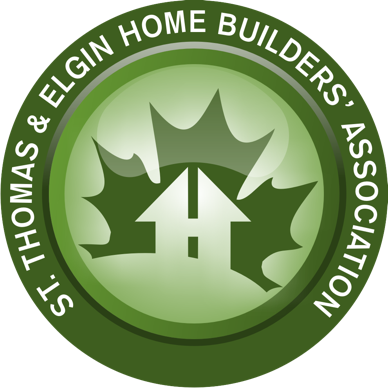 ST. THOMAS & ELGIN HOME BUILDERS' ASSOCIATION